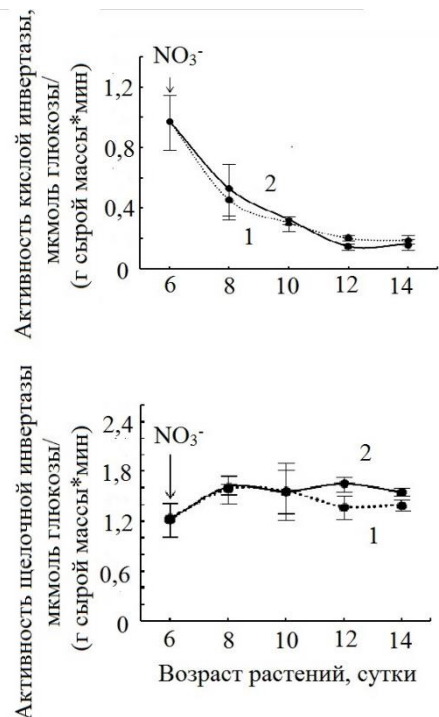 Активность кислой инвертазы,
мкмоль глюкозы/
(г сырой массы*мин)
NO₃⁻
1,2
0,8
0,4
0
2
1
6 8 10 12 14
Активность щелочной инвертазы
мкмоль глюкозы/
(г сырой массы*мин)
2,4
1,8
1,2
0,6
0
NO₃⁻
2
1
6 8 10 12 14
Возраст растений, сутки